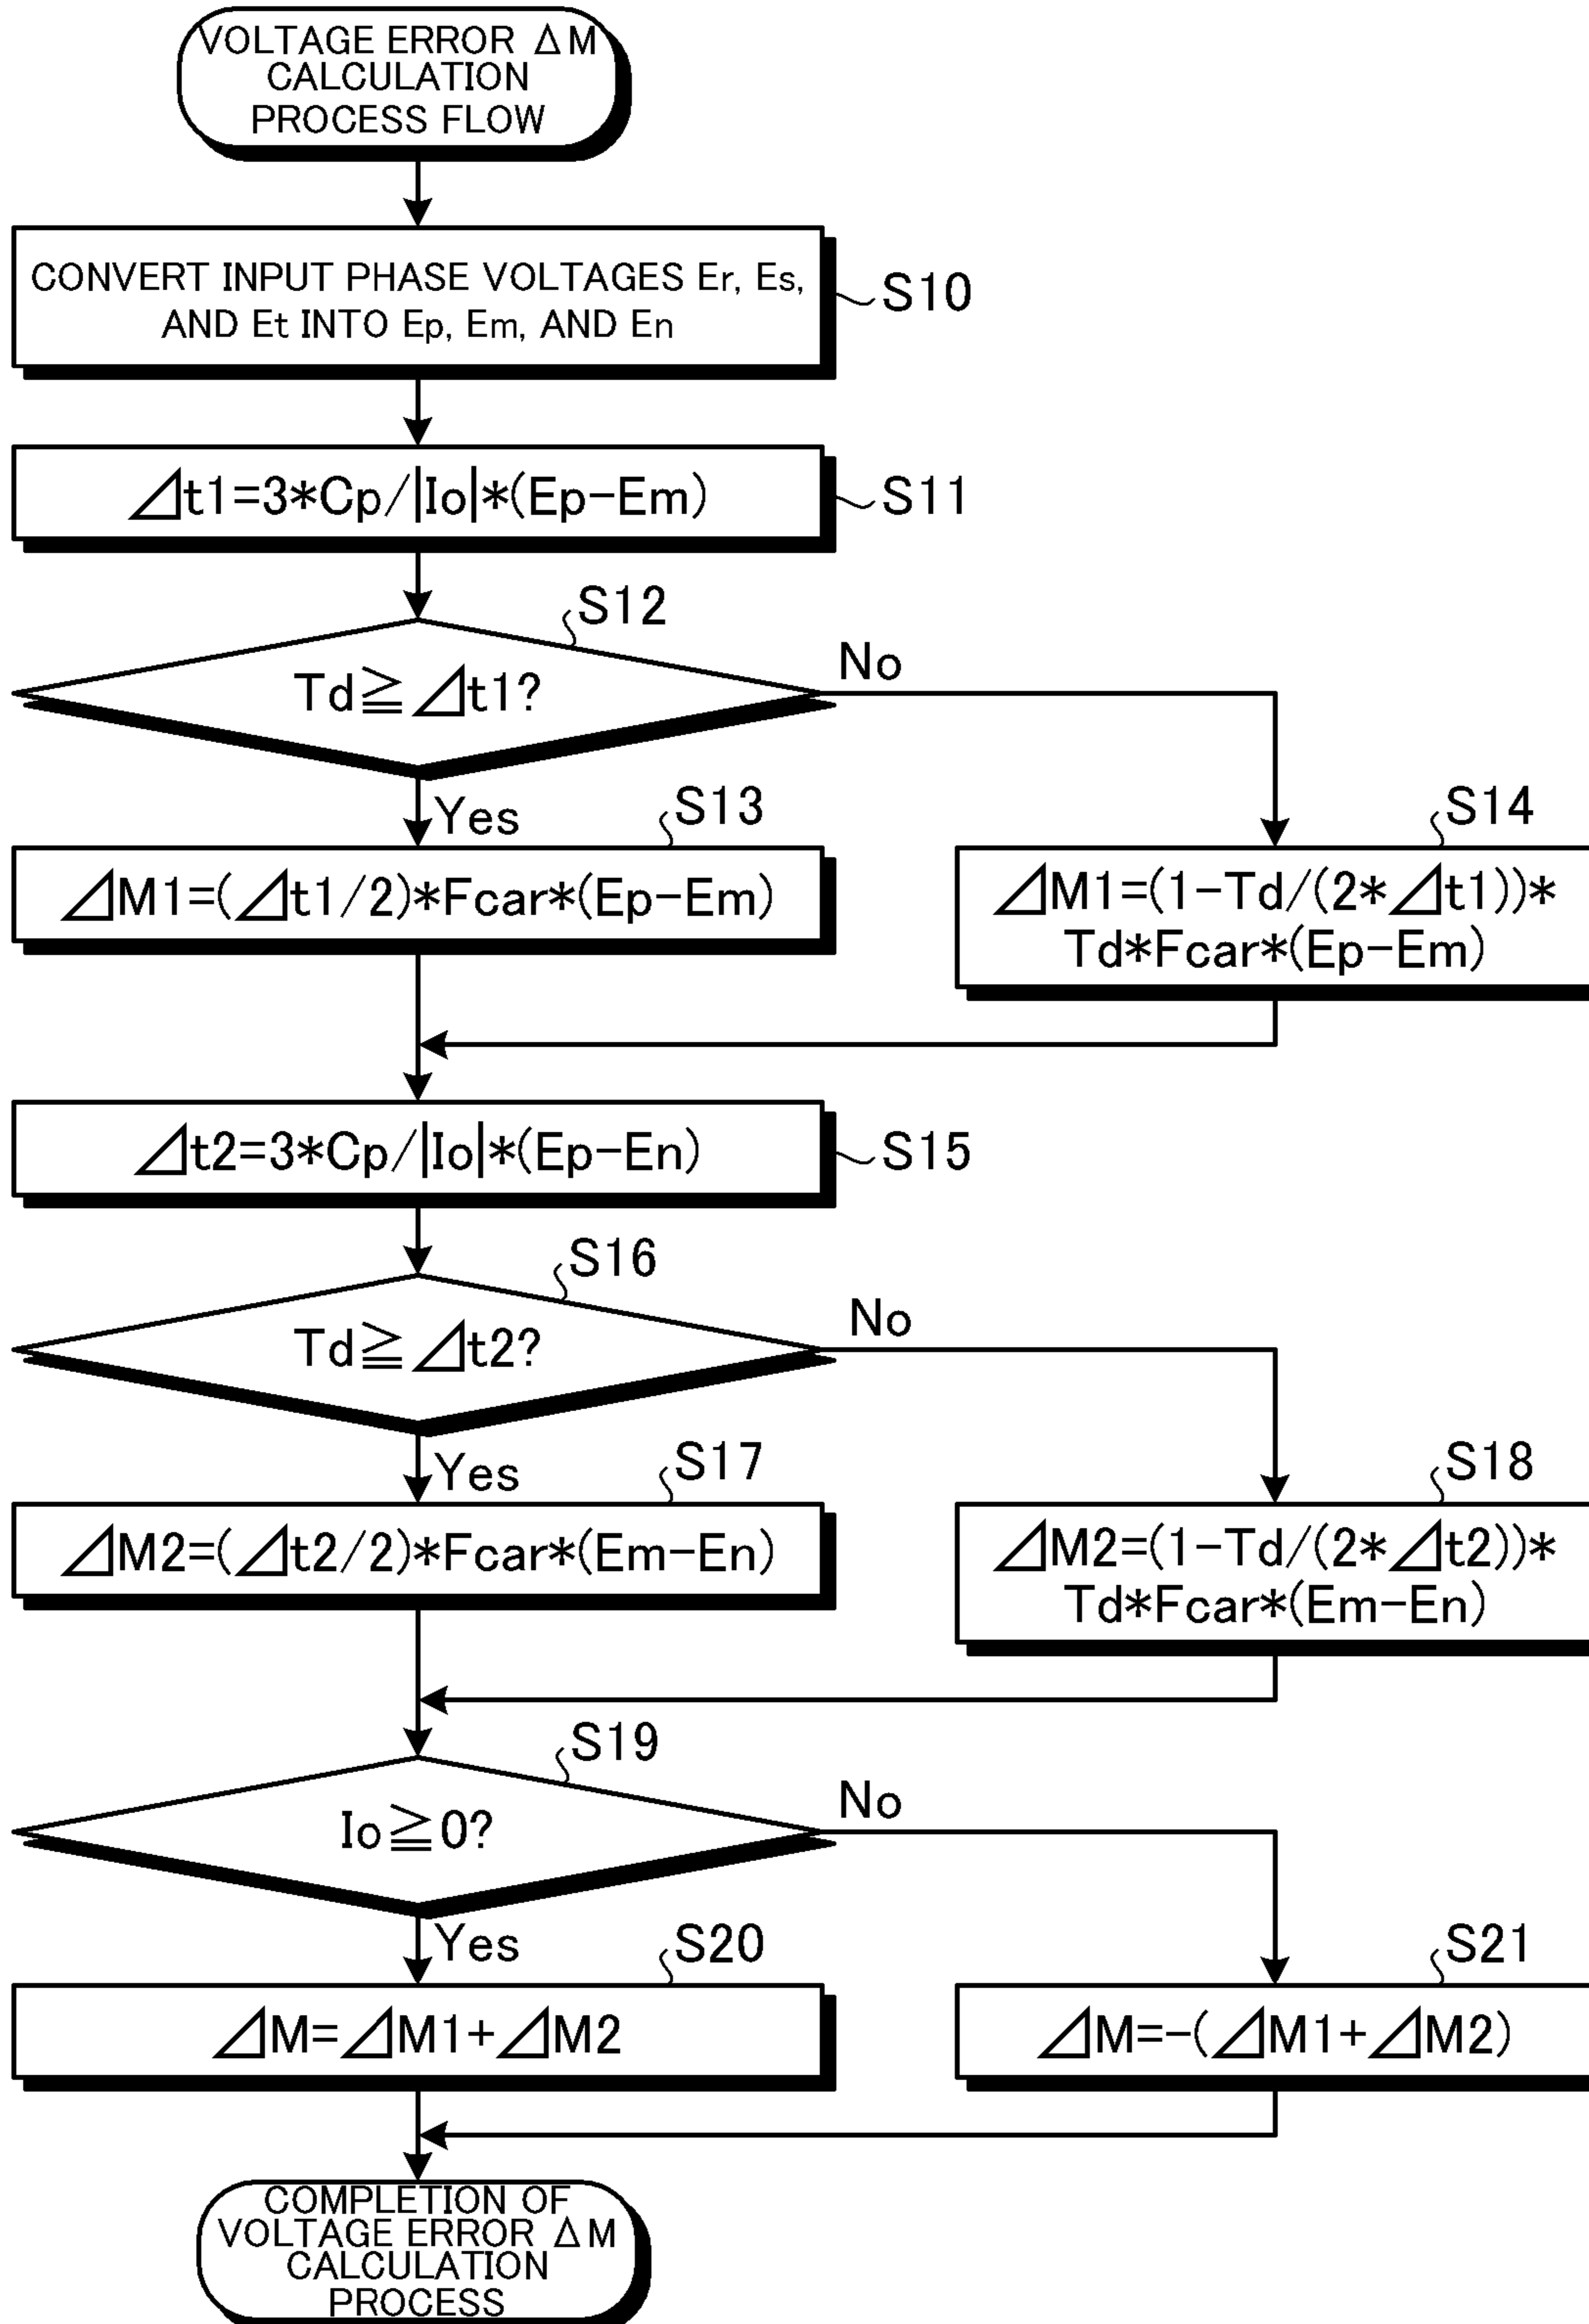 VOLTAGE ERROR ΔM
CALCULATION
PROCESS FLOW
CONVERT INPUT PHASE VOLTAGES Er, Es,
AND Et INTO Ep, Em, AND En
S10
⊿t1=3*Cp/|Io|*(Ep-Em)
S11
S12
Td≧⊿t1?
No
Yes
S13
S14
⊿M1=(⊿t1/2)*Fcar*(Ep-Em)
⊿M1=(1-Td/(2*⊿t1))*
Td*Fcar*(Ep-Em)
⊿t2=3*Cp/|Io|*(Ep-En)
S15
S16
Td≧⊿t2?
No
Yes
S17
S18
⊿M2=(⊿t2/2)*Fcar*(Em-En)
⊿M2=(1-Td/(2*⊿t2))*
Td*Fcar*(Em-En)
S19
Io≧0?
No
Yes
S20
S21
⊿M=⊿M1+⊿M2
⊿M=-(⊿M1+⊿M2)
COMPLETION OF
VOLTAGE ERROR ΔM
CALCULATION
PROCESS